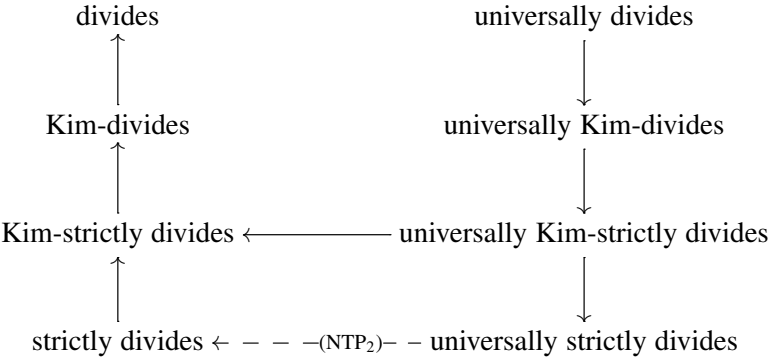 divides universally divides
Kim-divides universally Kim-divides
Kim-strictly divides universally Kim-strictly divides
strictly divides (NTP₂) universally strictly divides